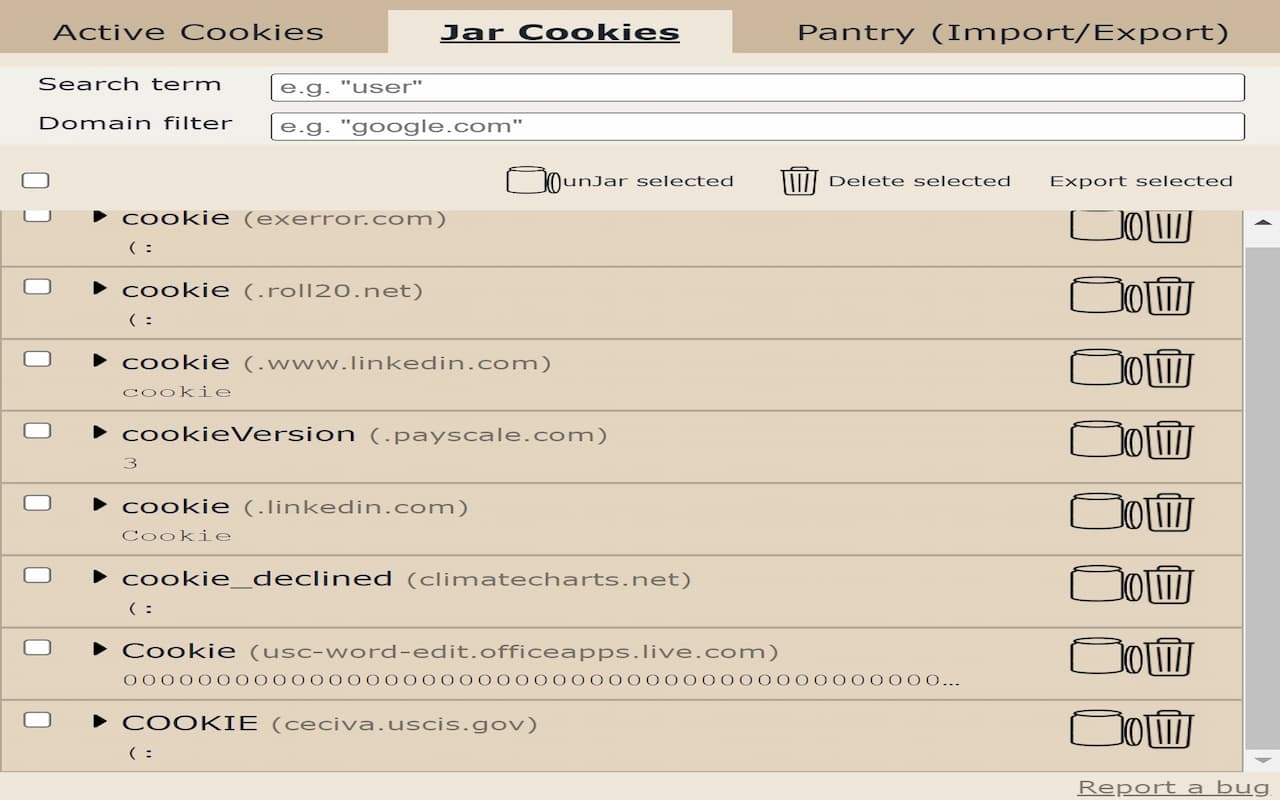 Active Cookies Jar Cookies Pantry (Import/Export)
Search term e.g. "user"
Domain filter e.g. "google.com"
unJar selected Delete selected Export selected
cookie (exerror.com)
(:
cookie (.roll20.net)
(:
cookie (.www.linkedin.com)
cookie
cookieVersion (.payscale.com)
3
cookie (.linkedin.com)
Cookie
cookie_declined (climatecharts.net)
(:
Cookie (usc-word-edit.officeapps.live.com)
00000000000000000000000000000000000...
COOKIE (ceciva.uscis.gov)
(:
Report a bug